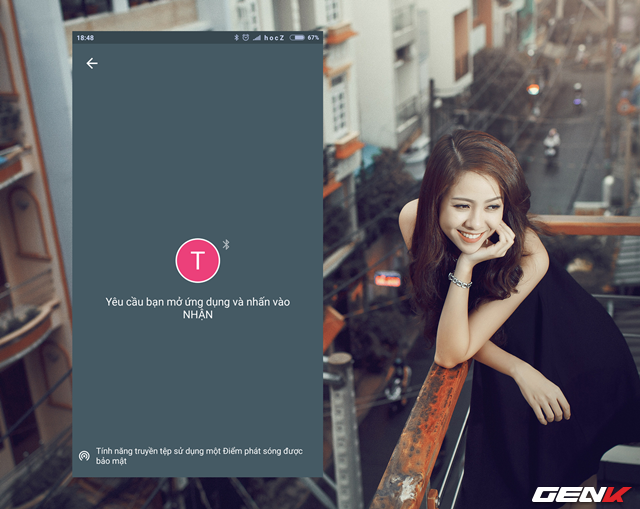 18:48
h o c Z 67%
T
Yêu cầu bạn mở ứng dụng và nhấn vào
NHẬN
Tính năng truyền tệp sử dụng một Điểm phát sóng được
bảo mật
GENK